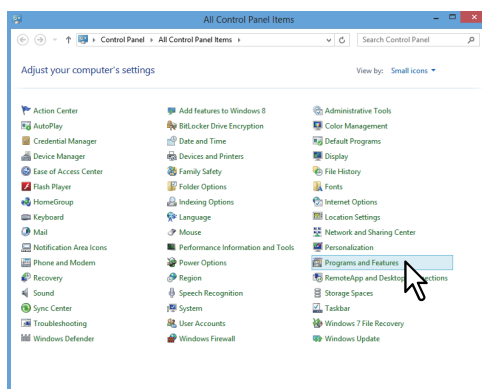 All Control Panel Items
Control Panel All Control Panel Items
Search Control Panel
Adjust your computer's settings
View by: Small icons
Action Center
Add features to Windows 8
Administrative Tools
AutoPlay
BitLocker Drive Encryption
Color Management
Credential Manager
Date and Time
Default Programs
Device Manager
Devices and Printers
Display
Ease of Access Center
Family Safety
File History
Flash Player
Folder Options
Fonts
HomeGroup
Indexing Options
Internet Options
Keyboard
Language
Location Settings
Mail
Mouse
Network and Sharing Center
Notification Area Icons
Performance Information and Tools
Personalization
Phone and Modem
Power Options
Programs and Features
Recovery
Region
RemoteApp and Desktop
Sound
Speech Recognition
Storage Spaces
Sync Center
System
Taskbar
Troubleshooting
User Accounts
Windows 7 File Recovery
Windows Defender
Windows Firewall
Windows Update